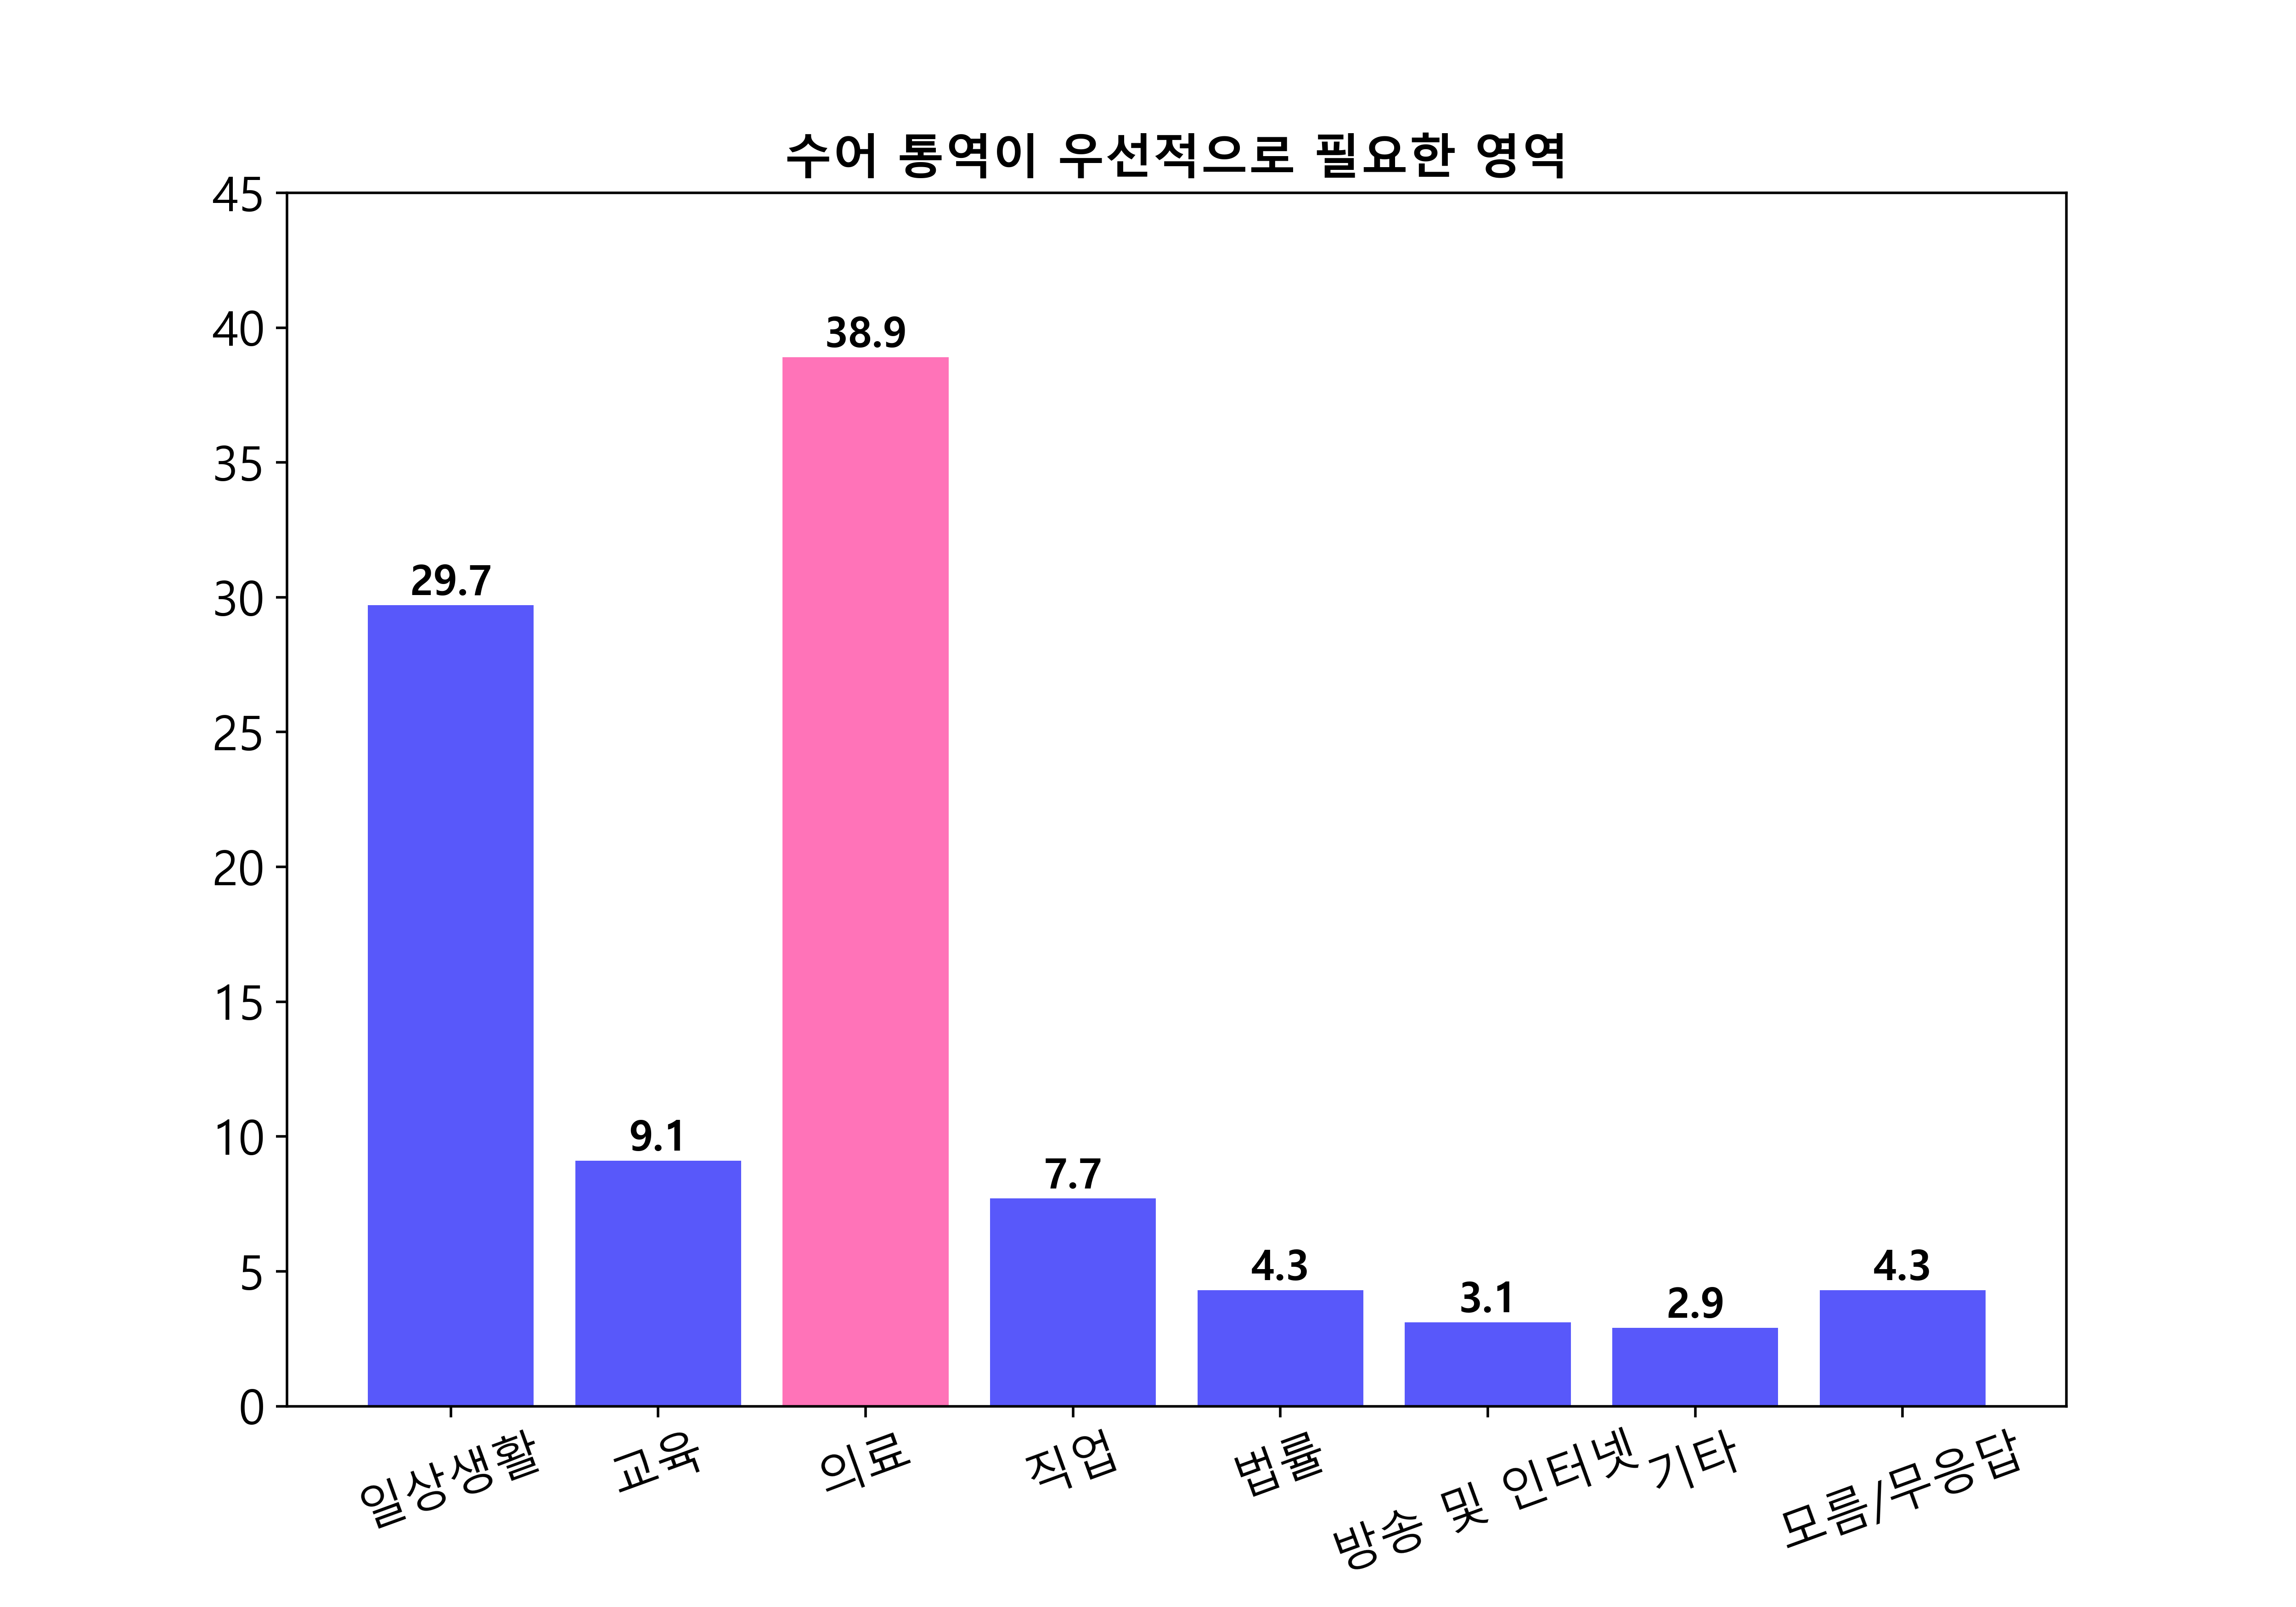 수어 통역이 우선적으로 필요한 영역
45
40
35
30
25
20
15
10
5
0
29.7
9.1
38.9
7.7
4.3
3.1
2.9
4.3
일상생활
교육
의료
직업
법률
방송 및 인터넷
기타
모름/무응답